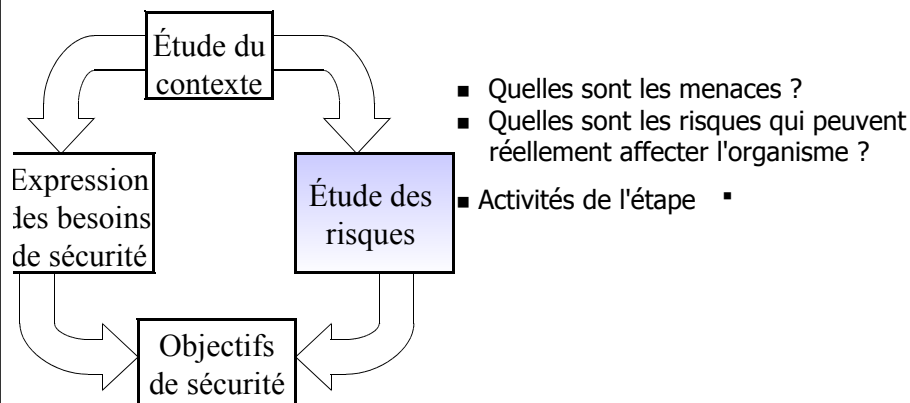 Étude du
contexte
■ Quelles sont les menaces ?
■ Quelles sont les risques qui peuvent
réellement affecter l'organisme ?
■ Activités de l'étape ▪
Expression
des besoins
de sécurité
Étude des
risques
Objectifs
de sécurité